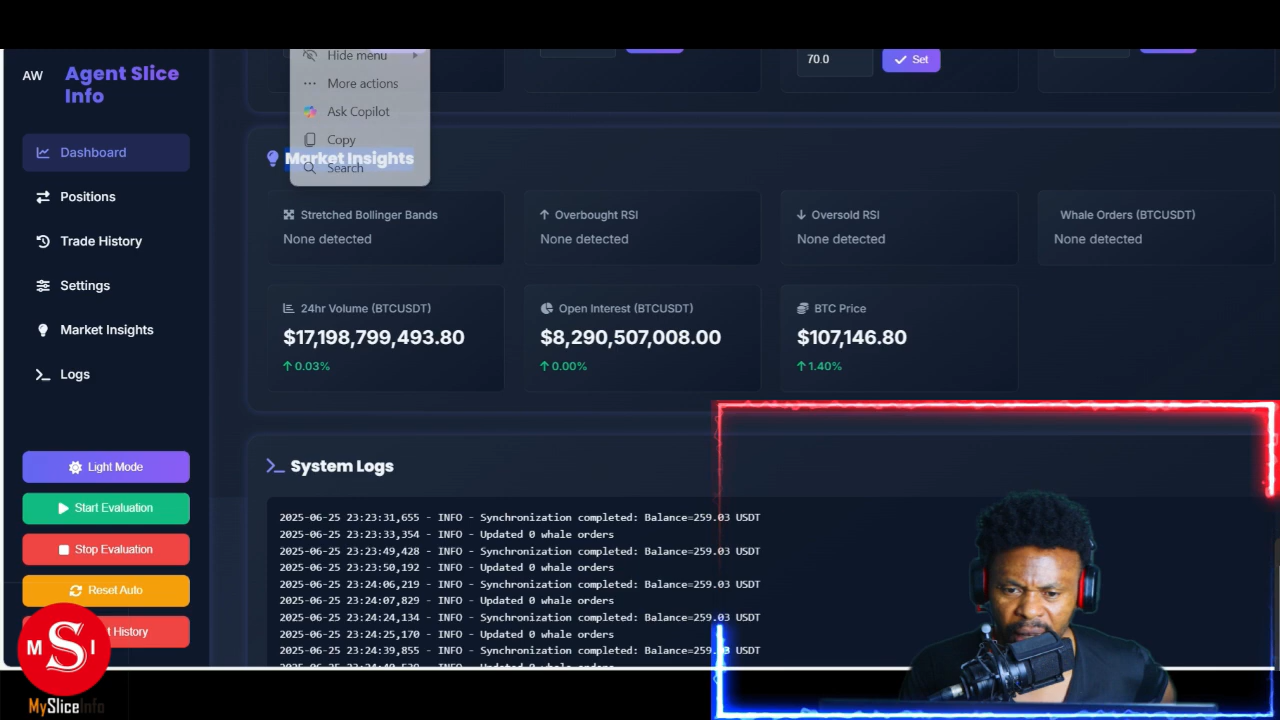 AW
Agent Slice
Info
Dashboard
Positions
Trade History
Settings
Market Insights
Logs
Light Mode
Start Evaluation
Stop Evaluation
Reset Auto
History
M S I
MySliceInfo
Hide menu
More actions
Ask Copilot
Copy
Search
70.0
Set
Market Insights
Stretched Bollinger Bands
None detected
Overbought RSI
None detected
Oversold RSI
None detected
Whale Orders (BTCUSDT)
None detected
24hr Volume (BTCUSDT)
$17,198,799,493.80
0.03%
Open Interest (BTCUSDT)
$8,290,507,008.00
0.00%
BTC Price
$107,146.80
1.40%
System Logs
2025-06-25 23:23:31,655 - INFO - Synchronization completed: Balance=259.03 USDT
2025-06-25 23:23:33,354 - INFO - Updated 0 whale orders
2025-06-25 23:23:49,428 - INFO - Synchronization completed: Balance=259.03 USDT
2025-06-25 23:23:50,192 - INFO - Updated 0 whale orders
2025-06-25 23:24:06,219 - INFO - Synchronization completed: Balance=259.03 USDT
2025-06-25 23:24:07,829 - INFO - Updated 0 whale orders
2025-06-25 23:24:24,134 - INFO - Synchronization completed: Balance=259.03 USDT
2025-06-25 23:24:25,170 - INFO - Updated 0 whale orders
2025-06-25 23:24:39,855 - INFO - Synchronization completed: Balance=259.03 USDT